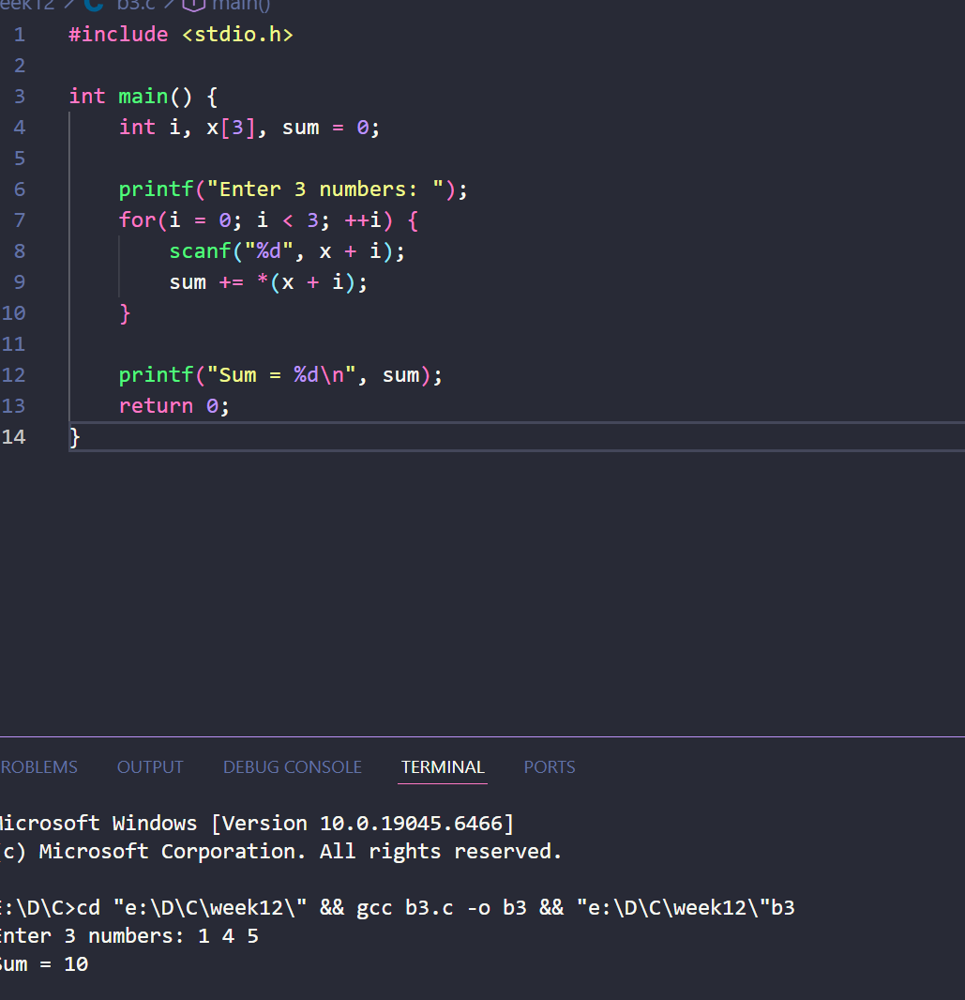 eek12 > C b3.c > main()
1 #include <stdio.h>
2
3 int main() {
4     int i, x[3], sum = 0;
5
6     printf("Enter 3 numbers: ");
7     for(i = 0; i < 3; ++i) {
8         scanf("%d", x + i);
9         sum += *(x + i);
10     }
11
12     printf("Sum = %d\n", sum);
13     return 0;
14 }
ROBLEMS OUTPUT DEBUG CONSOLE TERMINAL PORTS
Microsoft Windows [Version 10.0.19045.6466]
(c) Microsoft Corporation. All rights reserved.
E:\D\C>cd "e:\D\C\week12\" && gcc b3.c -o b3 && "e:\D\C\week12\"b3
Enter 3 numbers: 1 4 5
Sum = 10